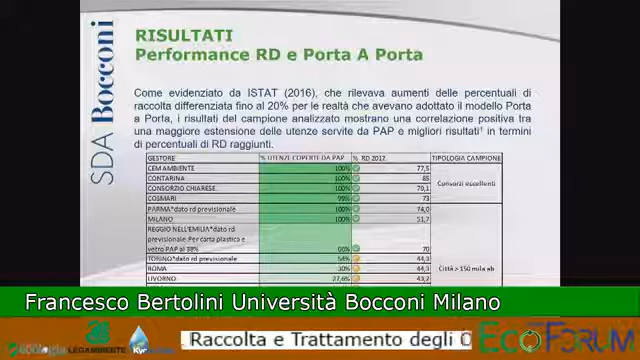 SDA Bocconi
RISULTATI
Performance RD e Porta A Porta
Come evidenziato da ISTAT (2016), che rilevava aumenti delle percentuali di
raccolta differenziata fino al 20% per le realtà che avevano adottato il modello Porta
a Porta, i risultati del campione analizzato mostrano una correlazione positiva tra
una maggiore estensione delle utenze servite da PAP e migliori risultati¹ in termini
di percentuali di RD raggiunti.
GESTORE % UTENZE COPERTE DA PAP % RD 2017 TIPOLOGIA CAMPIONE
CEM AMBIENTE 100% 77,5
CONTARINA 100% 85
CONSORZIO CHIARESE 100% 79,1 Consorzi eccellenti
COSMARI 99% 73
PARMA*dato rd previsionale 100% 74,0
MILANO 100% 51,7
REGGIO NELL'EMILIA*dato rd
previsionale. Per carta plastica e
vetro PAP al 38% 66% 70
TORINO*dato rd previsionale 54% 44,3
ROMA 30% 44,3 Città > 150 mila ab
LIVORNO 27,6% 43,2
Francesco Bertolini Università Bocconi Milano
LEGAMBIENTE
Raccolta e Trattamento degli O
ECOFORUM